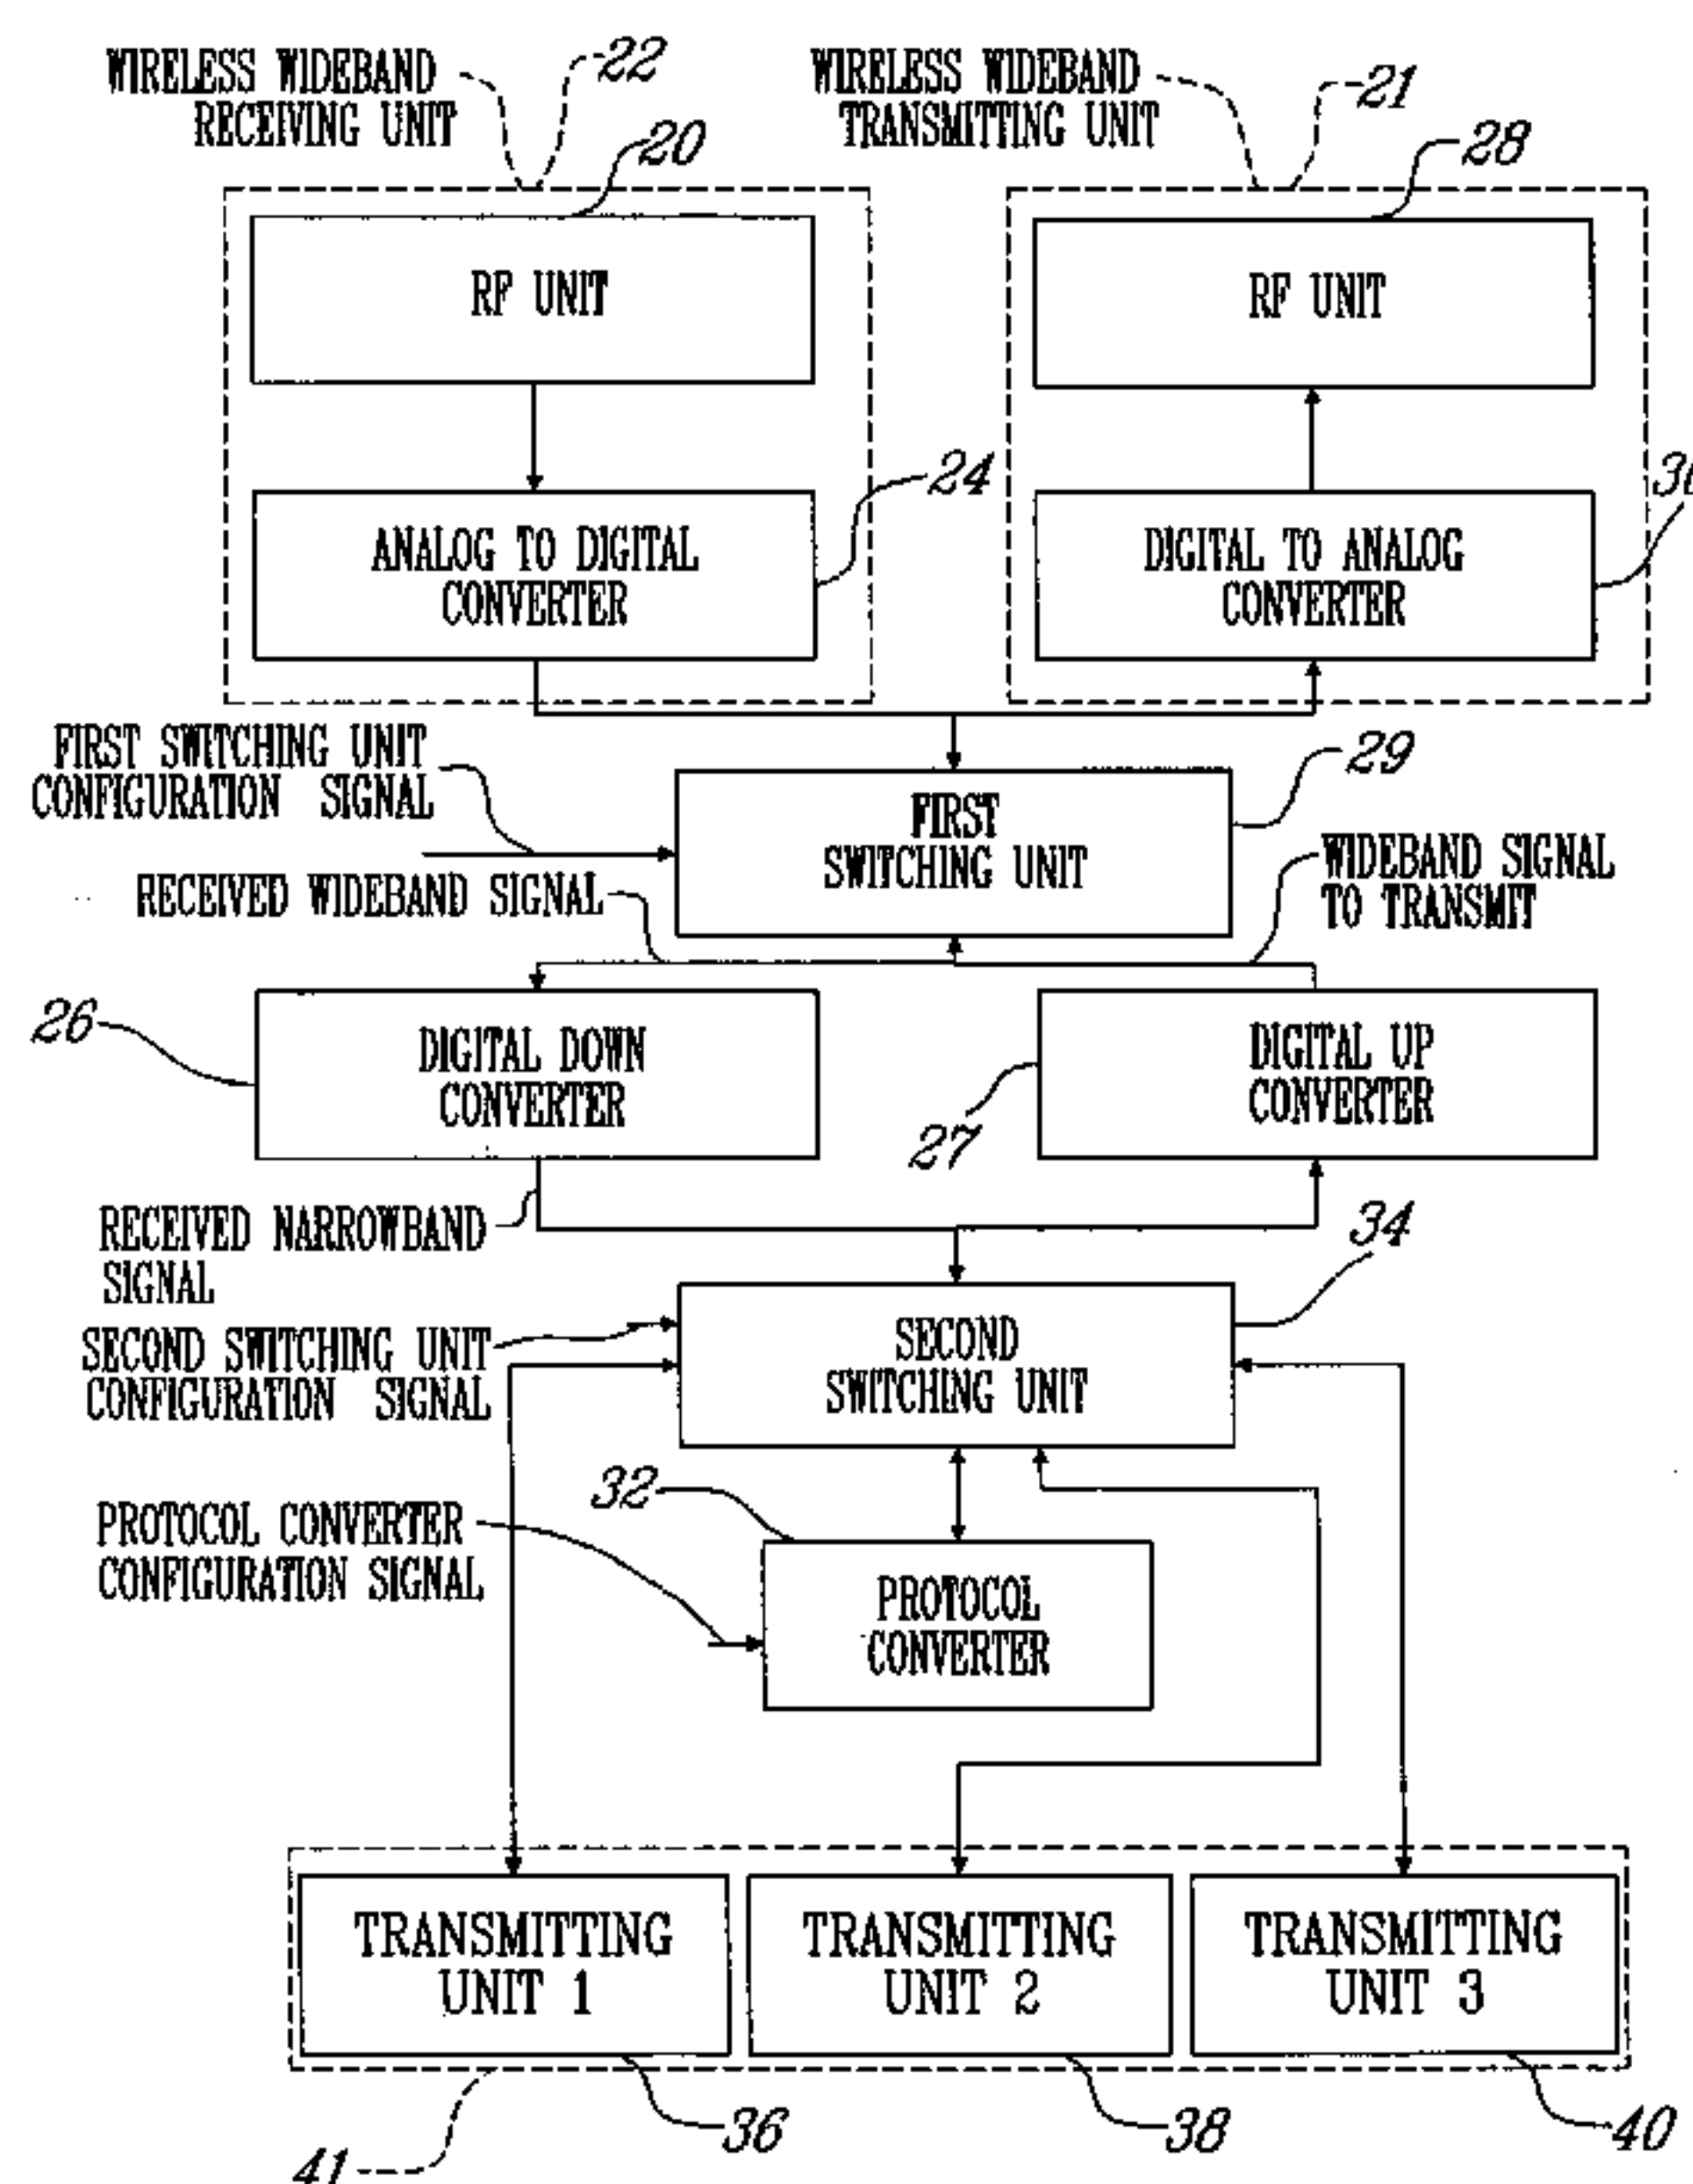 WIRELESS WIDEBAND
RECEIVING UNIT
22
20
WIRELESS WIDEBAND
TRANSMITTING UNIT
21
28
RF UNIT
RF UNIT
24
ANALOG TO DIGITAL
CONVERTER
DIGITAL TO ANALOG
CONVERTER
FIRST SWITCHING UNIT
CONFIGURATION SIGNAL
29
FIRST
SWITCHING UNIT
RECEIVED WIDEBAND SIGNAL
WIDEBAND SIGNAL
TO TRANSMIT
26
DIGITAL DOWN
CONVERTER
27
DIGITAL UP
CONVERTER
RECEIVED NARROWBAND
SIGNAL
34
SECOND SWITCHING UNIT
CONFIGURATION SIGNAL
SECOND
SWITCHING UNIT
32
PROTOCOL CONVERTER
CONFIGURATION SIGNAL
PROTOCOL
CONVERTER
TRANSMITTING
UNIT 1
TRANSMITTING
UNIT 2
TRANSMITTING
UNIT 3
41
36
38
40